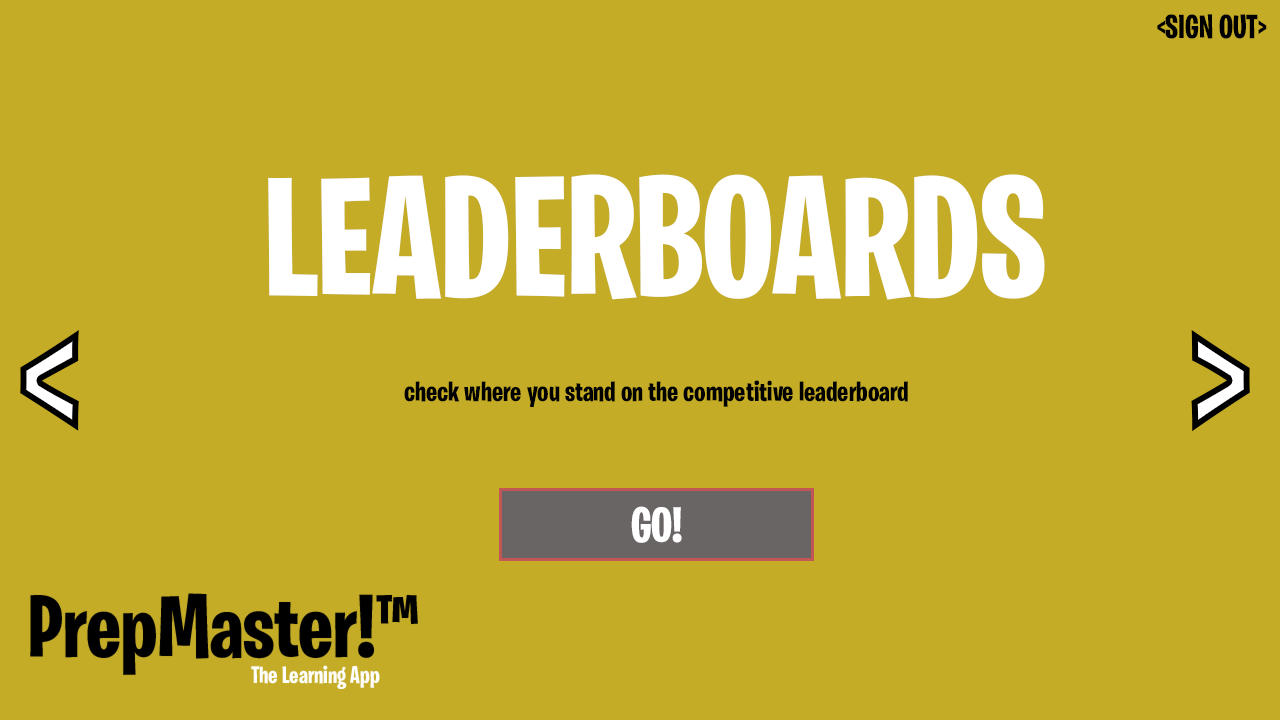 <SIGN OUT>
LEADERBOARDS
<
>
check where you stand on the competitive leaderboard
GO!
PrepMaster!™
The Learning App